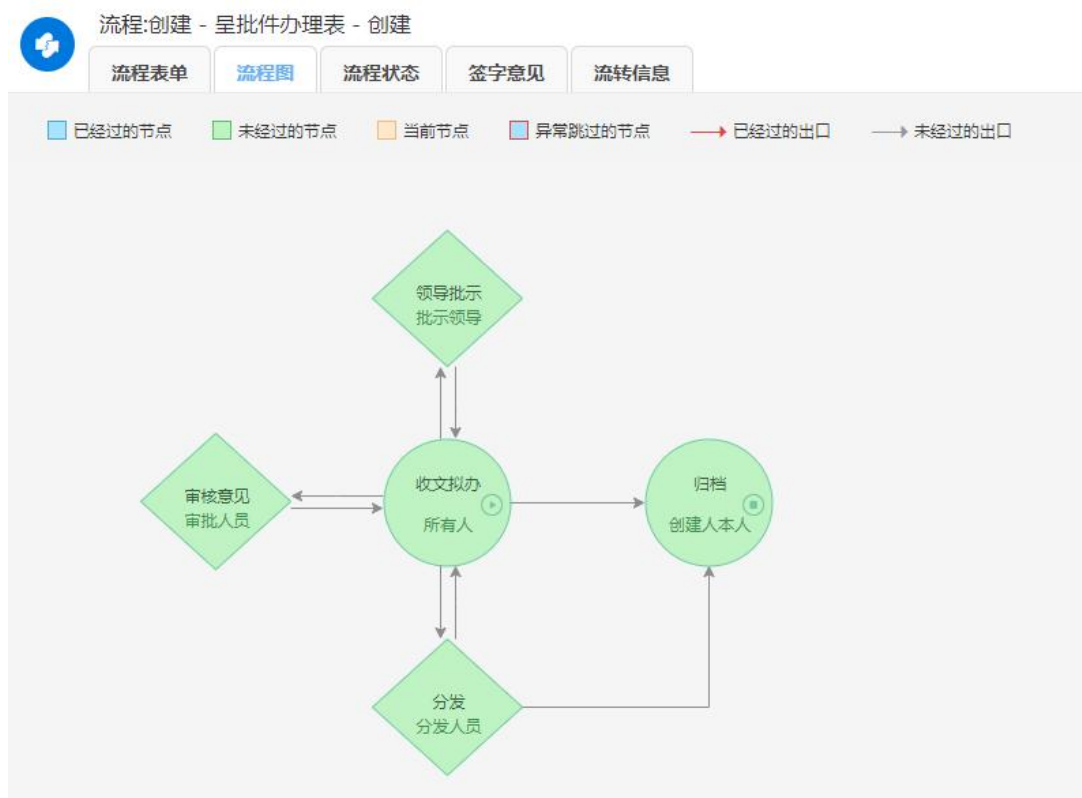 流程:创建 - 呈批件办理表 - 创建
流程表单 流程图 流程状态 签字意见 流转信息
已经过的节点 未经过的节点 当前节点 异常跳过的节点 已经过的出口 未经过的出口
领导批示
批示领导
收文拟办
所有人
归档
创建人本人
审核意见
审批人员
分发
分发人员